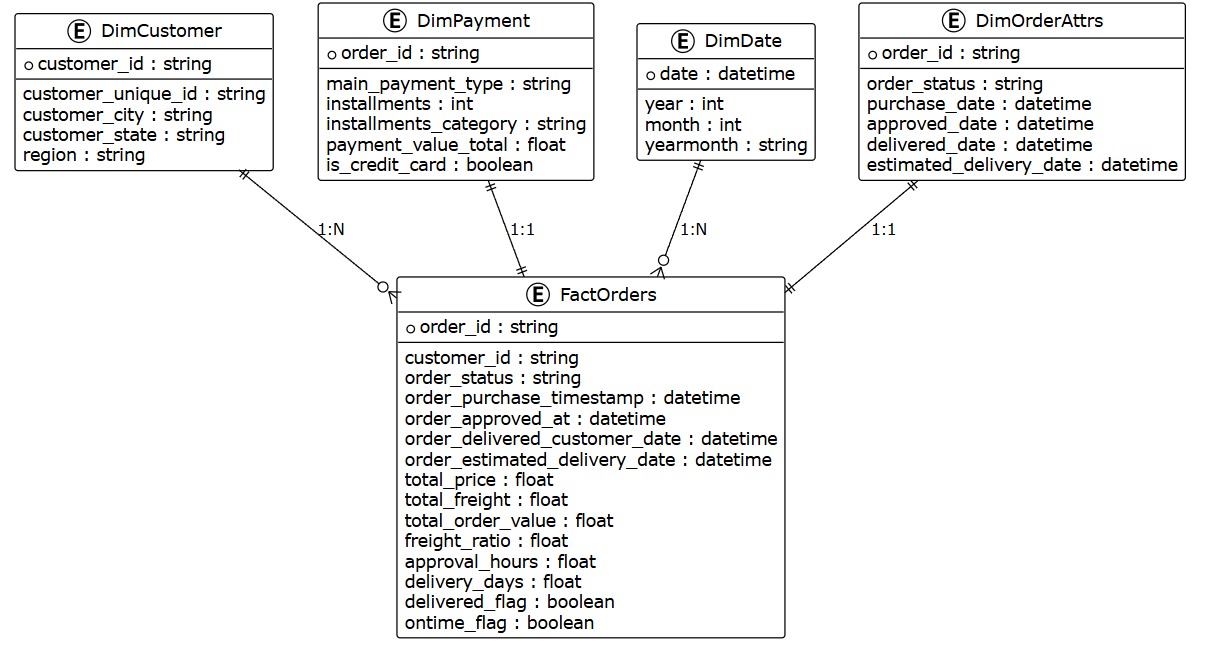 E DimCustomer
customer_id : string
customer_unique_id : string
customer_city : string
customer_state : string
region : string
E DimPayment
order_id : string
main_payment_type : string
installments : int
installments_category : string
payment_value_total : float
is_credit_card : boolean
E DimDate
date : datetime
year : int
month : int
yearmonth : string
E DimOrderAttrs
order_id : string
order_status : string
purchase_date : datetime
approved_date : datetime
delivered_date : datetime
estimated_delivery_date : datetime
1:N
1:1
1:N
1:1
E FactOrders
order_id : string
customer_id : string
order_status : string
order_purchase_timestamp : datetime
order_approved_at : datetime
order_delivered_customer_date : datetime
order_estimated_delivery_date : datetime
total_price : float
total_freight : float
total_order_value : float
freight_ratio : float
approval_hours : float
delivery_days : float
delivered_flag : boolean
ontime_flag : boolean